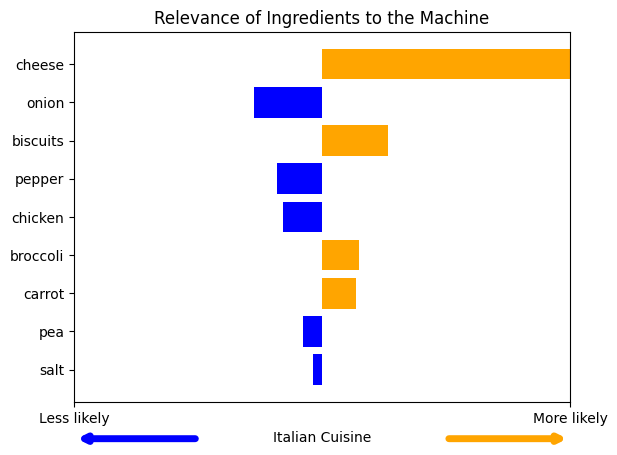 Relevance of Ingredients to the Machine
cheese
onion
biscuits
pepper
chicken
broccoli
carrot
pea
salt
Less likely
More likely
Italian Cuisine